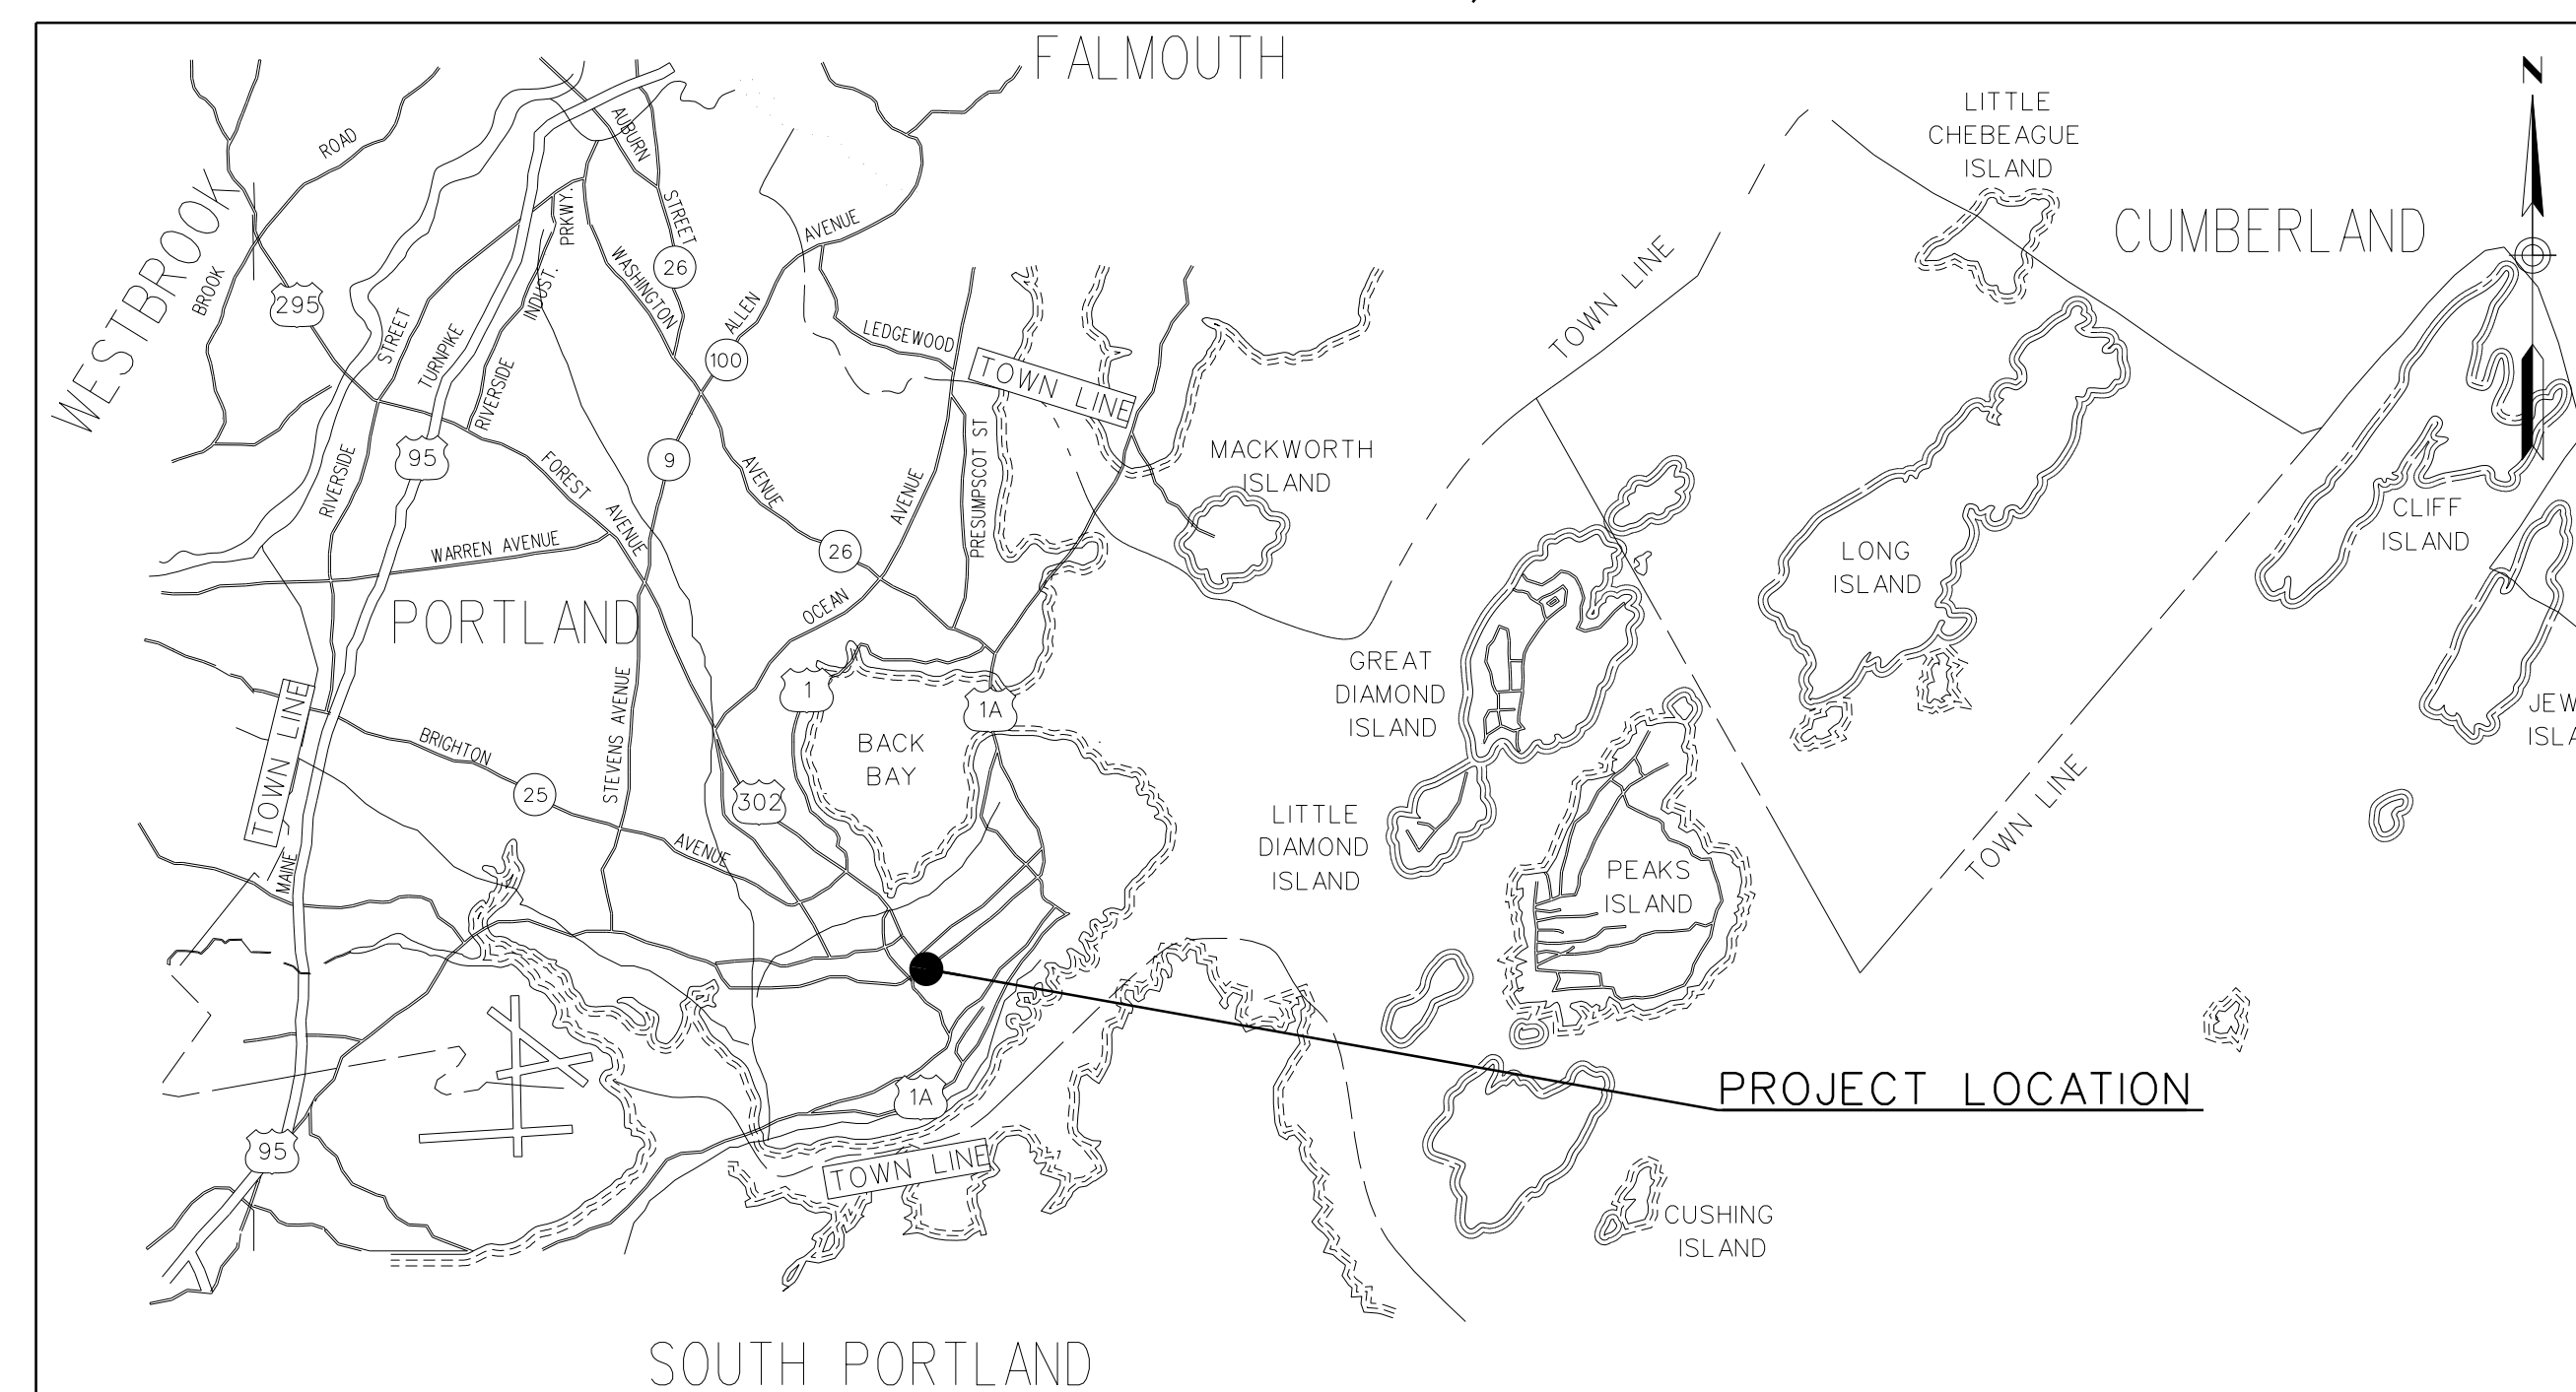 FALMOUTH
N
LITTLE
CHEBEAGUE
ISLAND
CUMBERLAND
WESTBROOK
ROAD
BROOK
AUBURN
STREET
26
PRKWY.
INDUST.
RIVERSIDE
WASHINGTON
AVENUE
ALLEN
AVENUE
295
STREET
TURNPIKE
100
LEDGEWOOD
TOWN LINE
TOWN LINE
95
RIVERSIDE
9
FOREST
AVENUE
AVENUE
PRESUMPSCOT ST
MACKWORTH
ISLAND
CLIFF
ISLAND
LONG
ISLAND
WARREN AVENUE
26
OCEAN
PORTLAND
GREAT
DIAMOND
ISLAND
1
1A
STEVENS AVENUE
TOWN LINE
BRIGHTON
AVENUE
BACK
BAY
JEW
ISLA
25
302
TOWN LINE
LITTLE
DIAMOND
ISLAND
MAINE
PEAKS
ISLAND
PROJECT LOCATION
1A
95
TOWN LINE
CUSHING
ISLAND
SOUTH PORTLAND